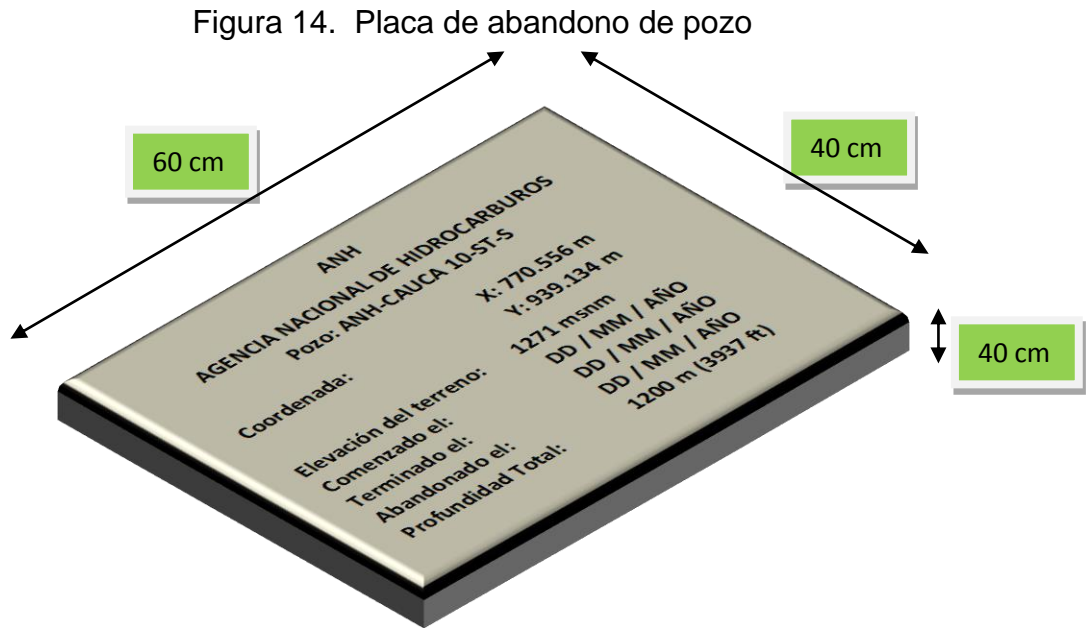 Figura 14. Placa de abandono de pozo
60 cm
40 cm
ANH
AGENCIA NACIONAL DE HIDROCARBUROS
Pozo: ANH-CAUCA 10-ST-S
Coordenada: X: 770.556 m
Y: 939.134 m
Elevación del terreno: 1271 msnm
Comenzado el: DD / MM / AÑO
Terminado el: DD / MM / AÑO
Abandonado el: DD / MM / AÑO
Profundidad Total: 1200 m (3937 ft)
40 cm